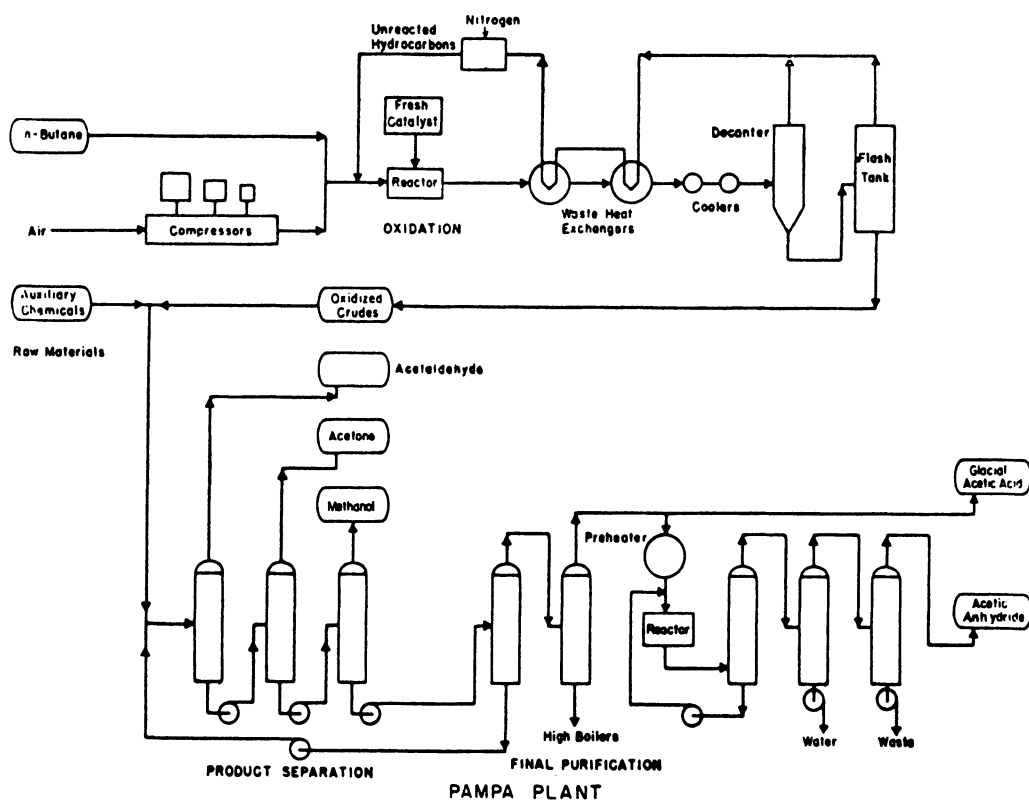 Unreacted
Hydrocarbons
Nitrogen
Fresh
Catalyst
n-Butane
Reactor
OXIDATION
Air
Compressors
Waste Heat
Exchangers
Coolers
Decanter
Flash
Tank
Auxiliary
Chemicals
Oxidized
Crudes
Raw Materials
Acetaldehyde
Acetone
Methanol
Glacial
Acetic Acid
Preheater
Reactor
Acetic
Anhydride
High Boilers
Water
Waste
PRODUCT SEPARATION
FINAL PURIFICATION
PAMPA PLANT